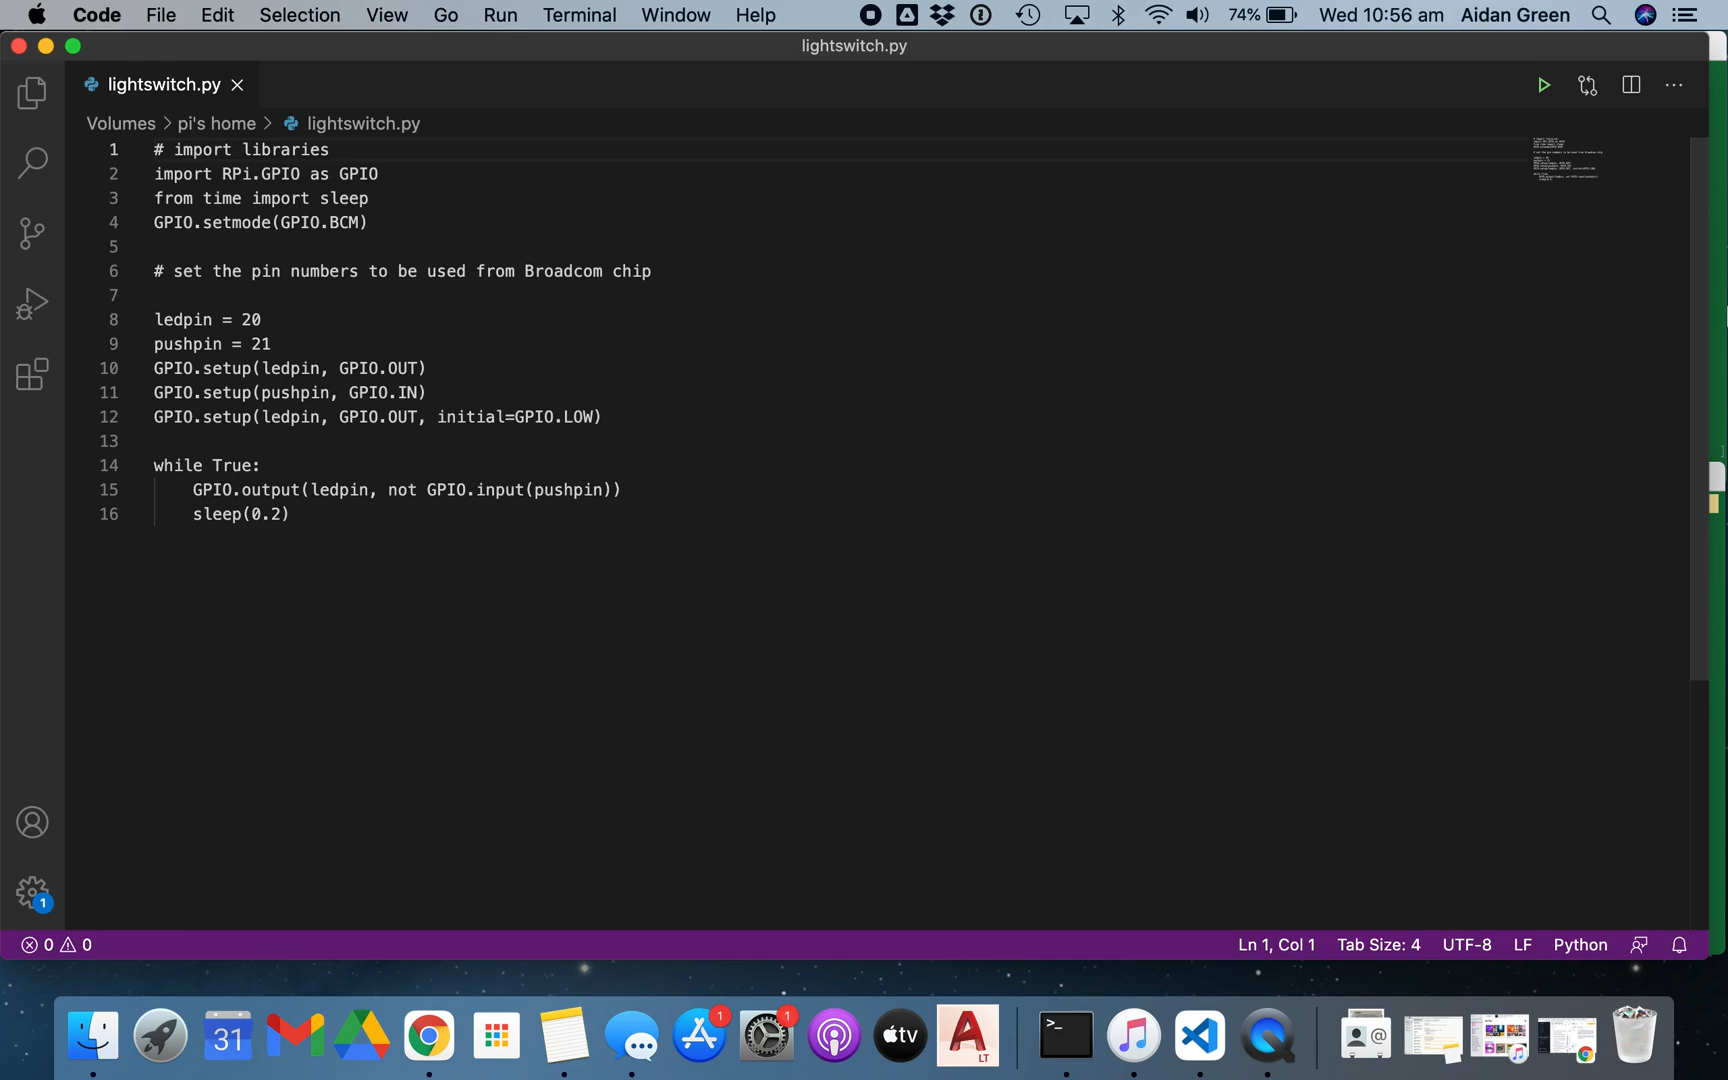 Code File Edit Selection View Go Run Terminal Window Help 74% Wed 10:56 am Aidan Green
lightswitch.py
lightswitch.py
Volumes > pi's home > lightswitch.py
1 # import libraries
2 import RPi.GPIO as GPIO
3 from time import sleep
4 GPIO.setmode(GPIO.BCM)
5
6 # set the pin numbers to be used from Broadcom chip
7
8 ledpin = 20
9 pushpin = 21
10 GPIO.setup(ledpin, GPIO.OUT)
11 GPIO.setup(pushpin, GPIO.IN)
12 GPIO.setup(ledpin, GPIO.OUT, initial=GPIO.LOW)
13
14 while True:
15 GPIO.output(ledpin, not GPIO.input(pushpin))
16 sleep(0.2)
1
0 0 Ln 1, Col 1 Tab Size: 4 UTF-8 LF Python
31 1 1 tv LT >_ @